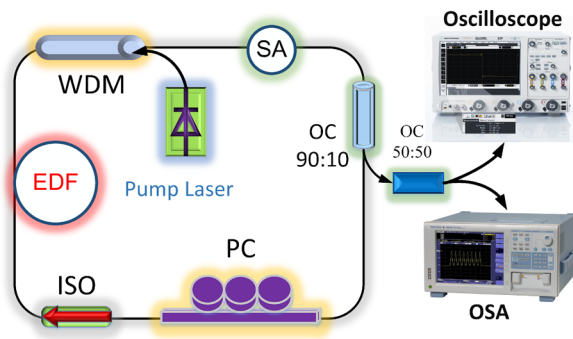 Oscilloscope
SA
WDM
OC
90:10
OC
50:50
EDF
Pump Laser
PC
ISO
OSA